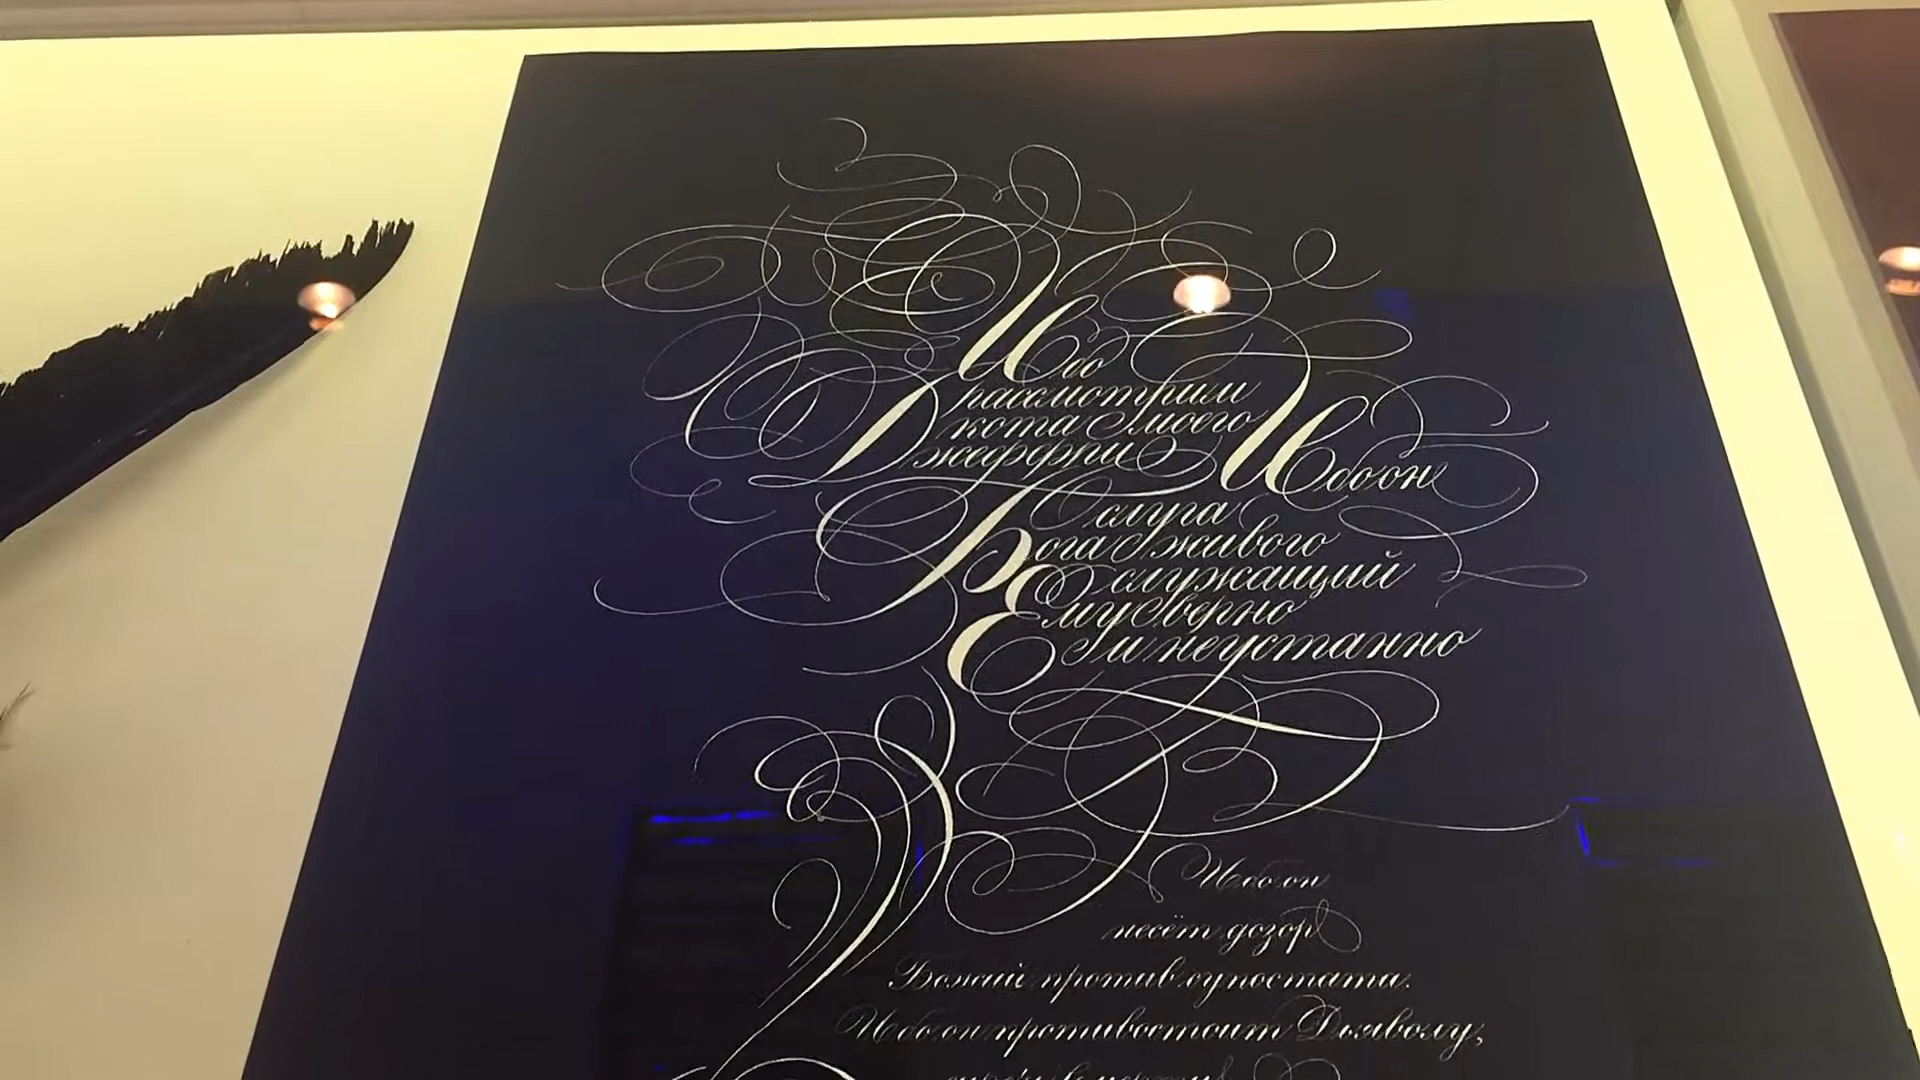 Ибо
рассмотрим
кота моего
Джеффри
Ибо он
слуга
Бога живого
служащий
Ему верно
и неустанно
Ибо он
несёт дозор
Божий против супостата.
Ибо он противостоит Дьяволу,